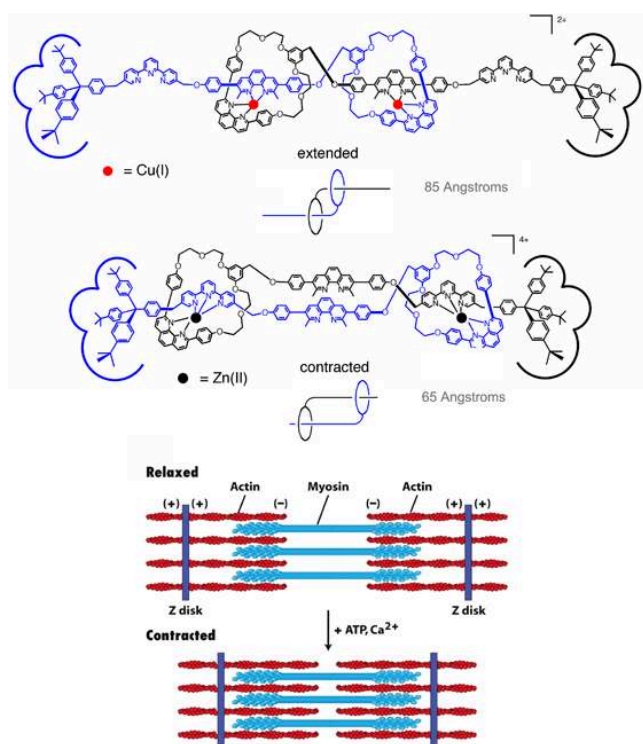 2+
= Cu(I)
extended
85 Angstroms
4+
= Zn(II)
contracted
65 Angstroms
Relaxed
Actin
Myosin
Actin
(+) (+)
(−)
(−)
(+) (+)
Z disk
Z disk
+ ATP, Ca2+
Contracted